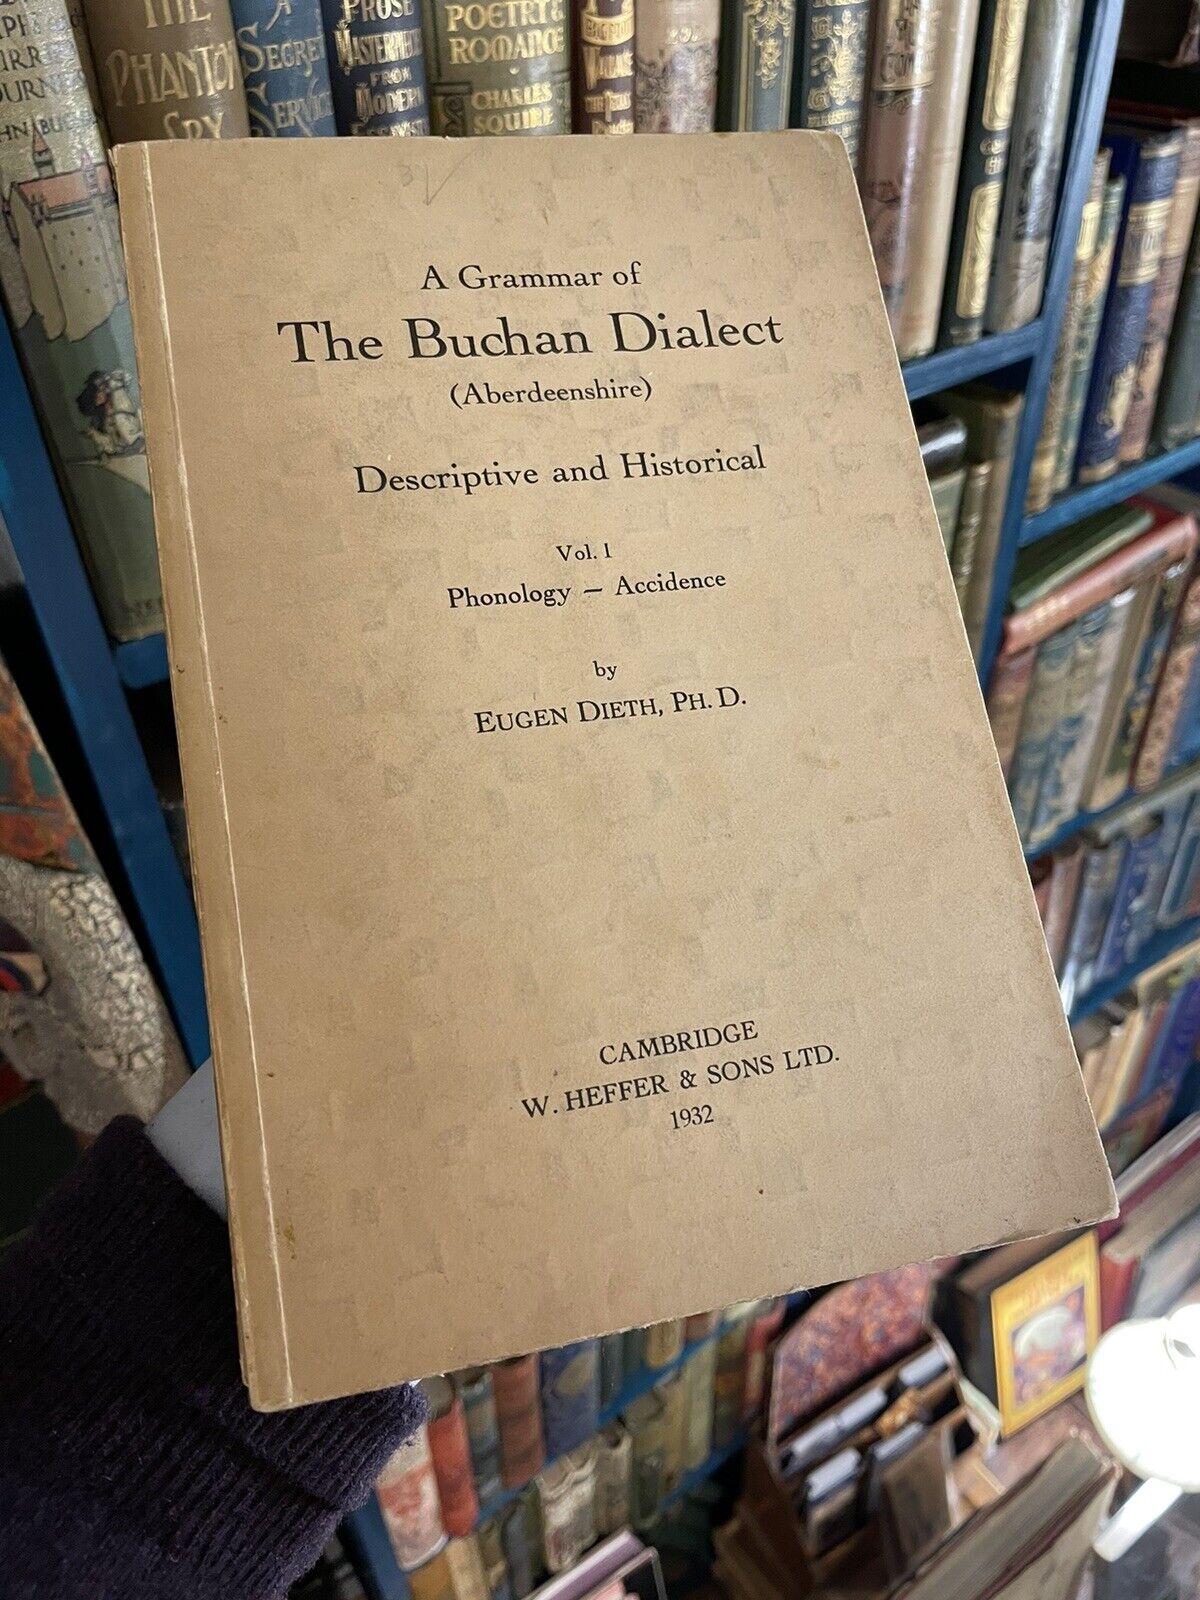 THE
PHANTOM
SPY
A
SECRET
SERVICE
PROSE
MASTERPIECES
FROM
MODERN
ESSAYISTS
POETRY &
ROMANCE
CHARLES
SQUIRE
A Grammar of
The Buchan Dialect
(Aberdeenshire)
Descriptive and Historical
Vol. I
Phonology — Accidence
by
EUGEN DIETH, PH. D.
CAMBRIDGE
W. HEFFER & SONS LTD.
1932